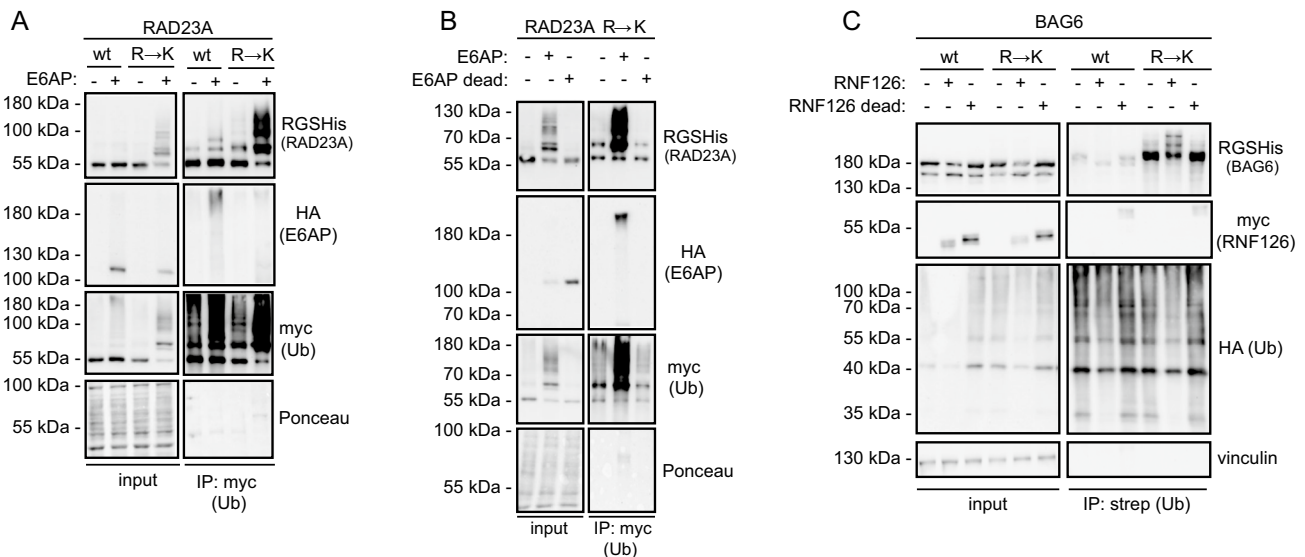 A
RAD23A
wt R→K wt R→K
E6AP: - + - + - + - +
180 kDa -
100 kDa -
55 kDa -
RGSHis
(RAD23A)
180 kDa -
130 kDa -
100 kDa -
HA
(E6AP)
180 kDa -
100 kDa -
55 kDa -
myc
(Ub)
100 kDa -
55 kDa -
Ponceau
input IP: myc
(Ub)
B
RAD23A R→K
E6AP: - + - - + -
E6AP dead: - - + - - +
130 kDa -
70 kDa -
55 kDa -
RGSHis
(RAD23A)
180 kDa -
100 kDa -
70 kDa -
HA
(E6AP)
180 kDa -
70 kDa -
55 kDa -
myc
(Ub)
100 kDa -
55 kDa -
Ponceau
input IP: myc
(Ub)
C
BAG6
wt R→K wt R→K
RNF126: - + - - + - - + - - + -
RNF126 dead: - - + - - + - - + - - +
180 kDa -
130 kDa -
RGSHis
(BAG6)
55 kDa -
myc
(RNF126)
100 kDa -
70 kDa -
55 kDa -
40 kDa -
35 kDa -
HA (Ub)
130 kDa -
vinculin
input IP: strep (Ub)